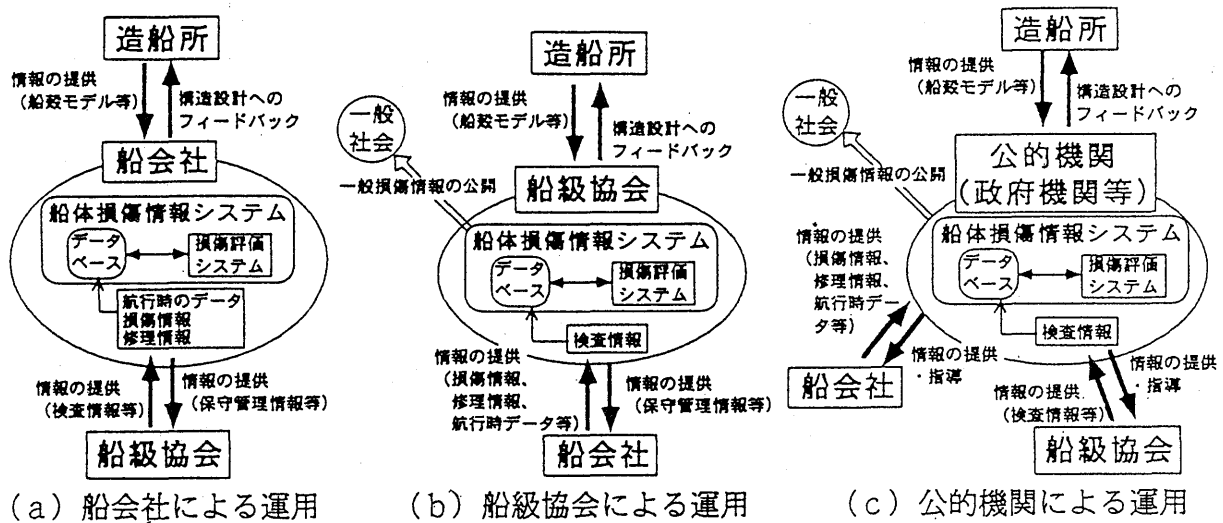 造船所
情報の提供
(船殻モデル等)
構造設計への
フィードバック
船会社
船体損傷情報システム
データ
ベース
損傷評価
システム
航行時のデータ
損傷情報
修理情報
情報の提供
(検査情報等)
情報の提供
(保守管理情報等)
船級協会
(a) 船会社による運用
造船所
情報の提供
(船殻モデル等)
構造設計への
フィードバック
一般
社会
一般損傷情報の公開
船級協会
船体損傷情報システム
データ
ベース
損傷評価
システム
検査情報
情報の提供
(損傷情報、
修理情報、
航行時データ等)
情報の提供
(保守管理情報等)
船会社
(b) 船級協会による運用
造船所
情報の提供
(船殻モデル等)
構造設計への
フィードバック
一般
社会
一般損傷情報の公開
公的機関
(政府機関等)
船体損傷情報システム
データ
ベース
損傷評価
システム
検査情報
情報の提供
(損傷情報、
修理情報、
航行時デー
タ等)
情報の提供
・指導
船会社
情報の提供
(検査情報等)
情報の提供
・指導
船級協会
(c) 公的機関による運用